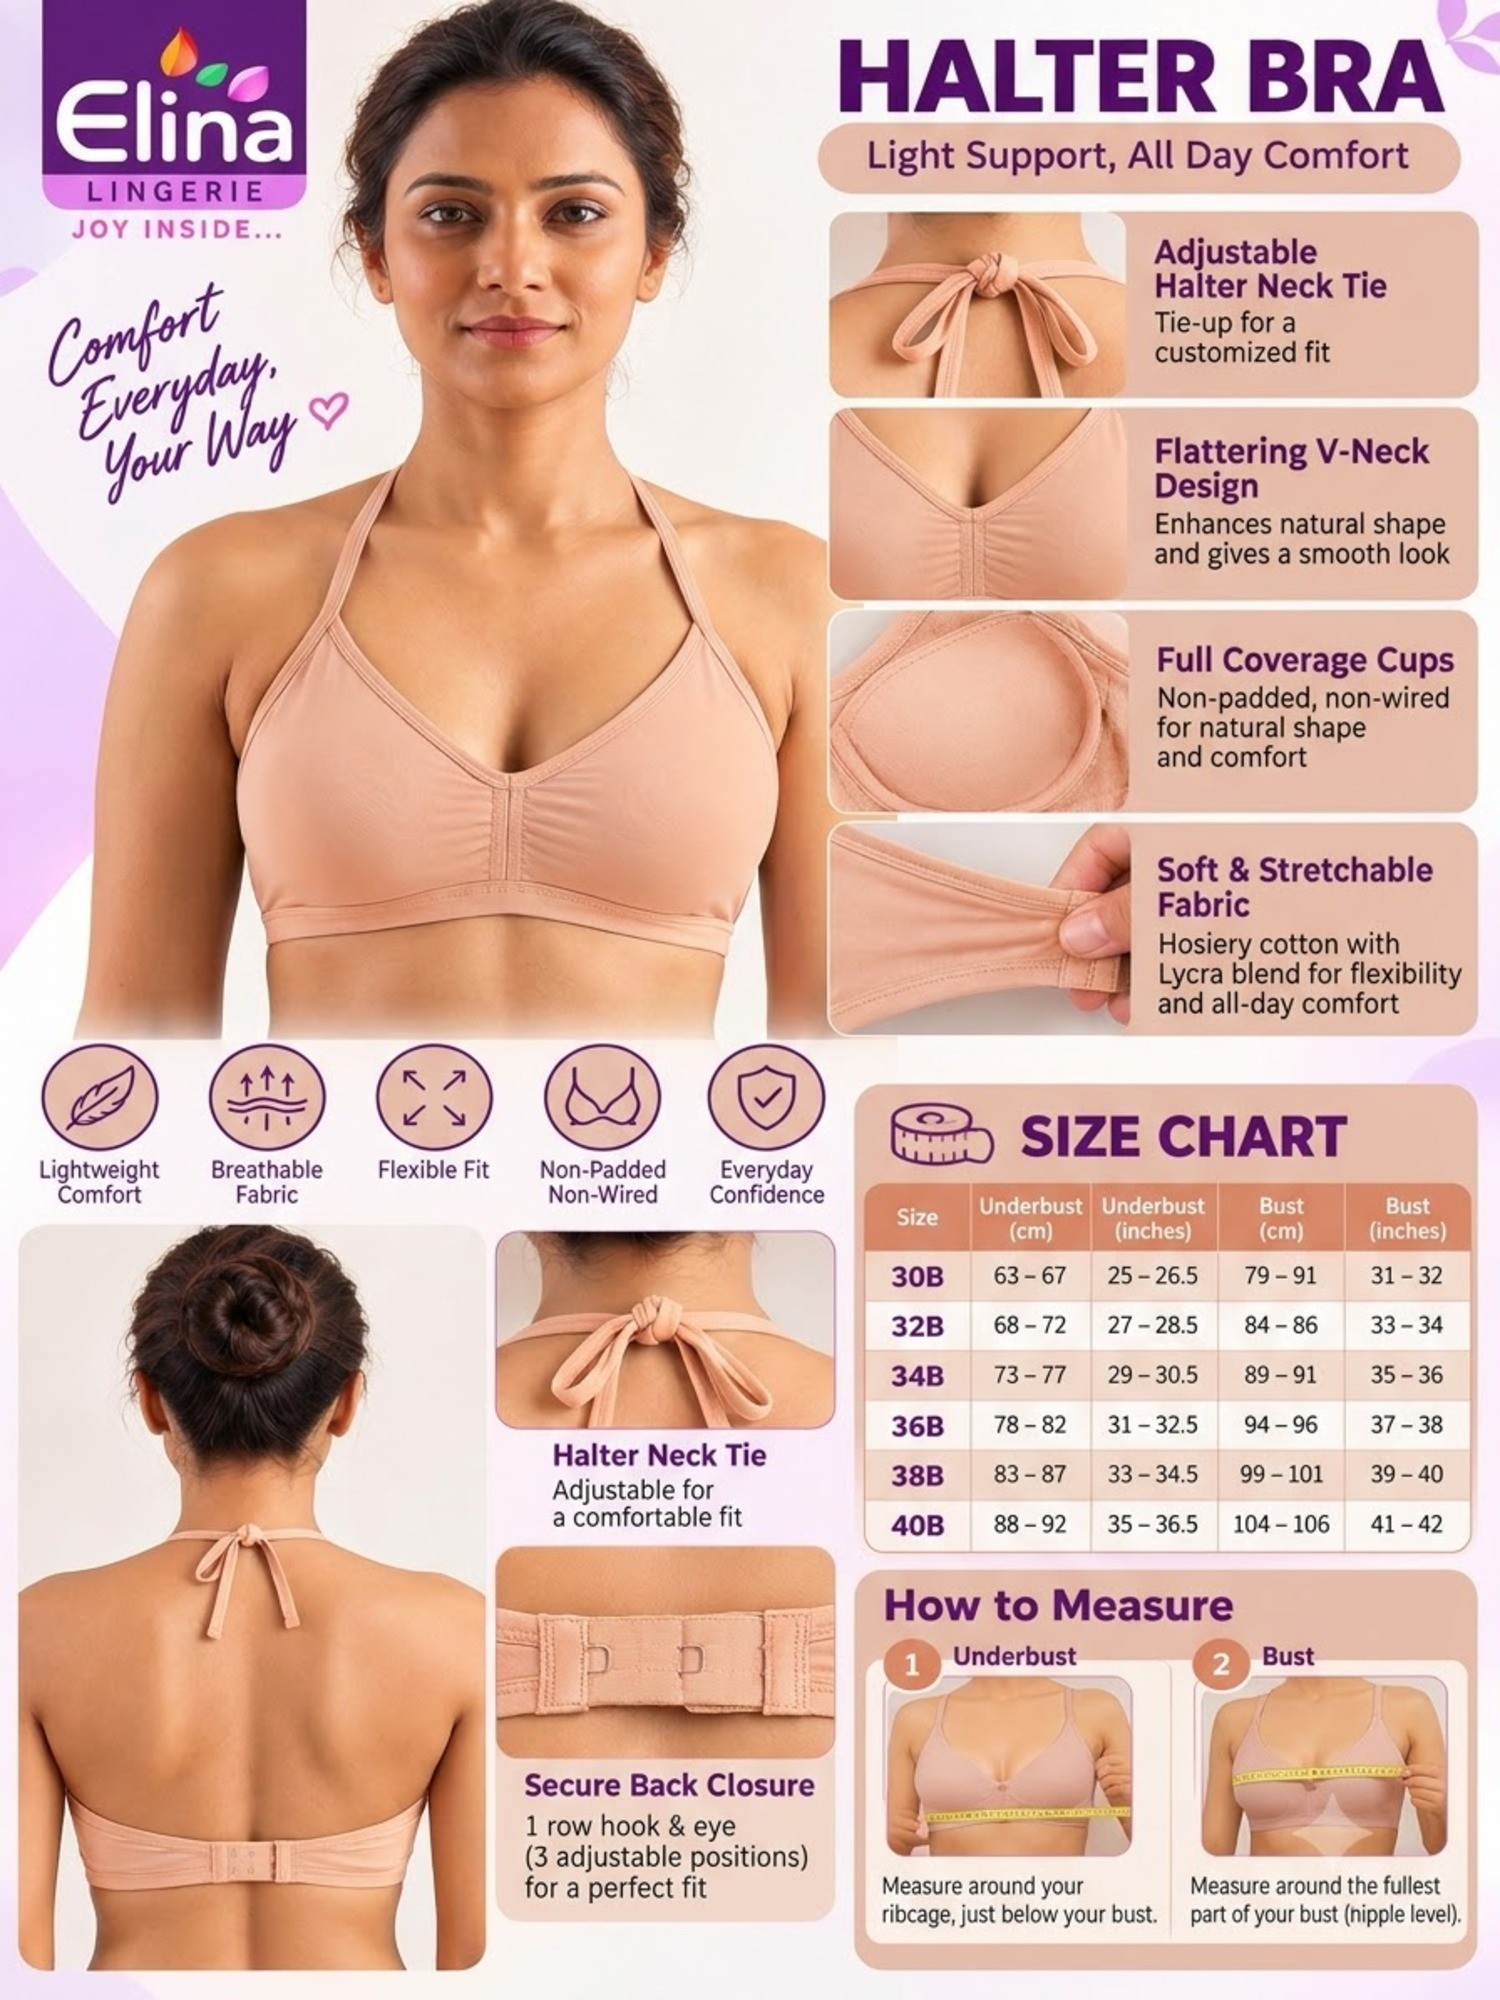 Elina
LINGERIE
JOY INSIDE...
Comfort
Everyday,
Your Way
HALTER BRA
Light Support, All Day Comfort
Adjustable
Halter Neck Tie
Tie-up for a
customized fit
Flattering V-Neck
Design
Enhances natural shape
and gives a smooth look
Full Coverage Cups
Non-padded, non-wired
for natural shape
and comfort
Soft & Stretchable
Fabric
Hosiery cotton with
Lycra blend for flexibility
and all-day comfort
Lightweight
Comfort
Breathable
Fabric
Flexible Fit
Non-Padded
Non-Wired
Everyday
Confidence
Halter Neck Tie
Adjustable for
a comfortable fit
Secure Back Closure
1 row hook & eye
(3 adjustable positions)
for a perfect fit
SIZE CHART
Size Underbust (cm) Underbust (inches) Bust (cm) Bust (inches)
30B 63 – 67 25 – 26.5 79 – 91 31 – 32
32B 68 – 72 27 – 28.5 84 – 86 33 – 34
34B 73 – 77 29 – 30.5 89 – 91 35 – 36
36B 78 – 82 31 – 32.5 94 – 96 37 – 38
38B 83 – 87 33 – 34.5 99 – 101 39 – 40
40B 88 – 92 35 – 36.5 104 – 106 41 – 42
How to Measure
1 Underbust
Measure around your
ribcage, just below your bust.
2 Bust
Measure around the fullest
part of your bust (hipple level).